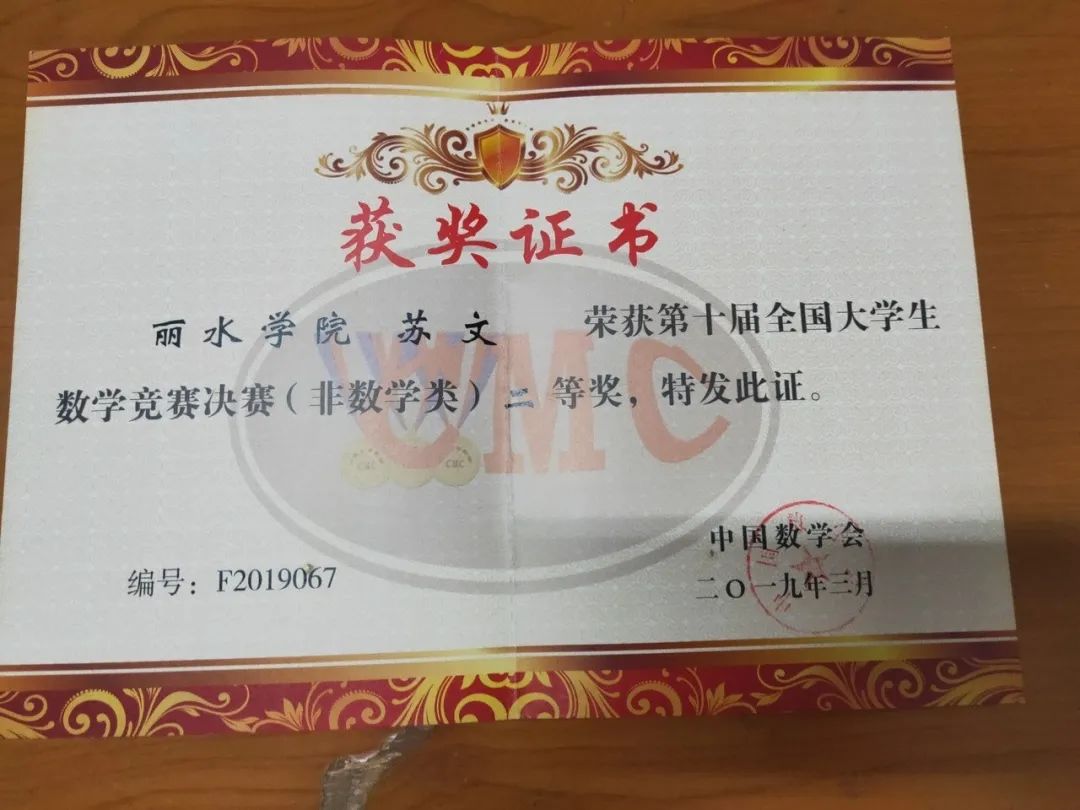 获奖证书
丽水学院 苏文 荣获第十届全国大学生
数学竞赛决赛(非数学类)二等奖,特发此证。
CMC
CMC CMC
中国数学会
编号:F2019067
二〇一九年三月